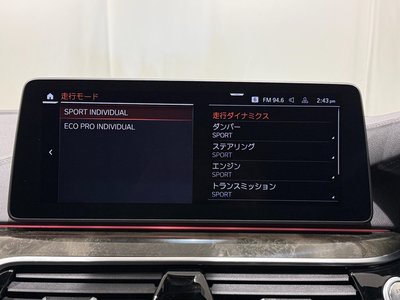 走行モード
FM 94.6
2:43 pm
SPORT INDIVIDUAL
ECO PRO INDIVIDUAL
走行ダイナミクス
ダンパー
SPORT
ステアリング
SPORT
エンジン
SPORT
トランスミッション
SPORT